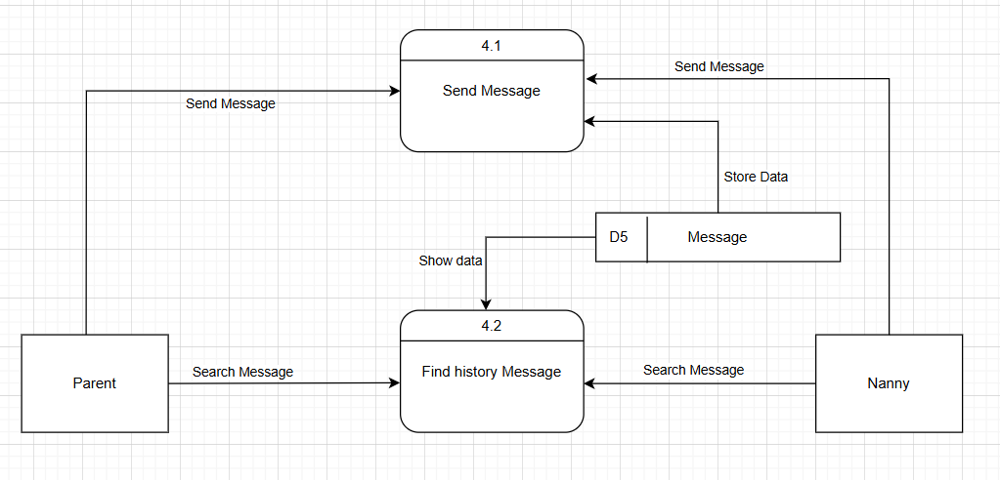 4.1
Send Message
Send Message
Send Message
Store Data
D5
Message
Show data
4.2
Find history Message
Parent
Search Message
Search Message
Nanny